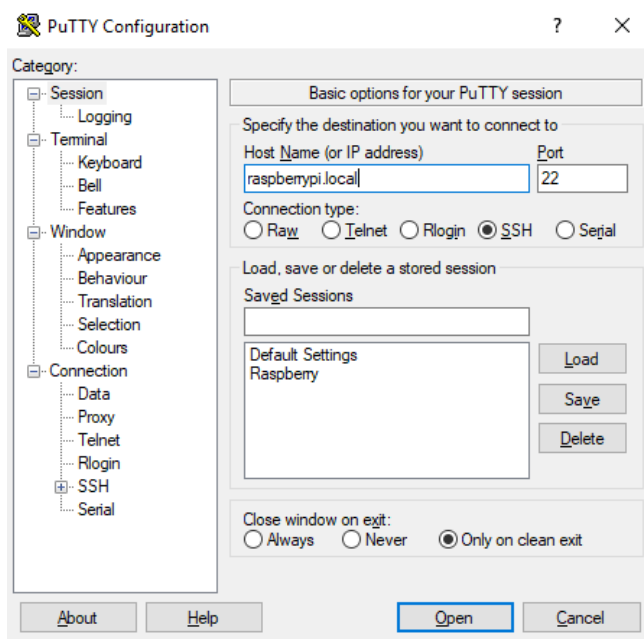 PuTTY Configuration
?
Category:
Session
Logging
Terminal
Keyboard
Bell
Features
Window
Appearance
Behaviour
Translation
Selection
Colours
Connection
Data
Proxy
Telnet
Rlogin
SSH
Serial
Basic options for your PuTTY session
Specify the destination you want to connect to
Host Name (or IP address) Port
raspberrypi.local 22
Connection type:
Raw Telnet Rlogin SSH Serial
Load, save or delete a stored session
Saved Sessions
Default Settings
Raspberry
Load
Save
Delete
Close window on exit:
Always Never Only on clean exit
About Help Open Cancel